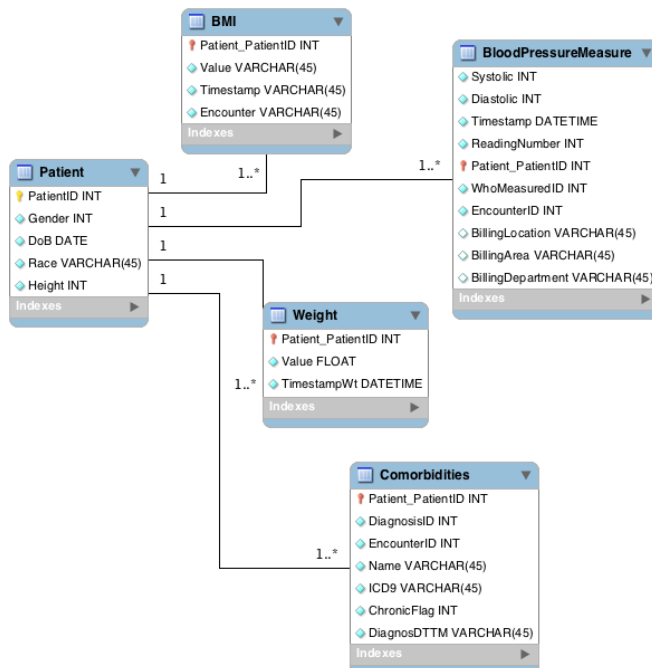 BMI
Patient_PatientID INT
Value VARCHAR(45)
Timestamp VARCHAR(45)
Encounter VARCHAR(45)
Indexes
BloodPressureMeasure
Systolic INT
Diastolic INT
Timestamp DATETIME
ReadingNumber INT
Patient_PatientID INT
WhoMeasuredID INT
EncounterID INT
BillingLocation VARCHAR(45)
BillingArea VARCHAR(45)
BillingDepartment VARCHAR(45)
Indexes
Patient
PatientID INT
Gender INT
DoB DATE
Race VARCHAR(45)
Height INT
Indexes
1
1..*
1
1..*
1
1
Weight
Patient_PatientID INT
Value FLOAT
TimestampWt DATETIME
Indexes
1..*
Comorbidities
Patient_PatientID INT
DiagnosisID INT
EncounterID INT
Name VARCHAR(45)
ICD9 VARCHAR(45)
ChronicFlag INT
DiagnosDTTM VARCHAR(45)
Indexes
1..*